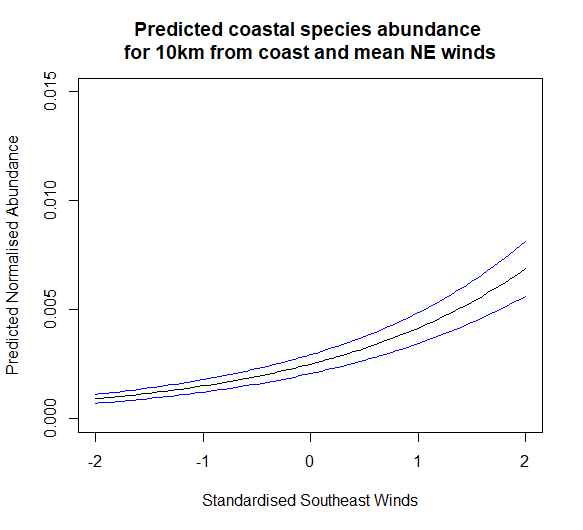 Predicted coastal species abundance
for 10km from coast and mean NE winds
Predicted Normalised Abundance
0.015
0.010
0.005
0.000
-2 -1 0 1 2
Standardised Southeast Winds